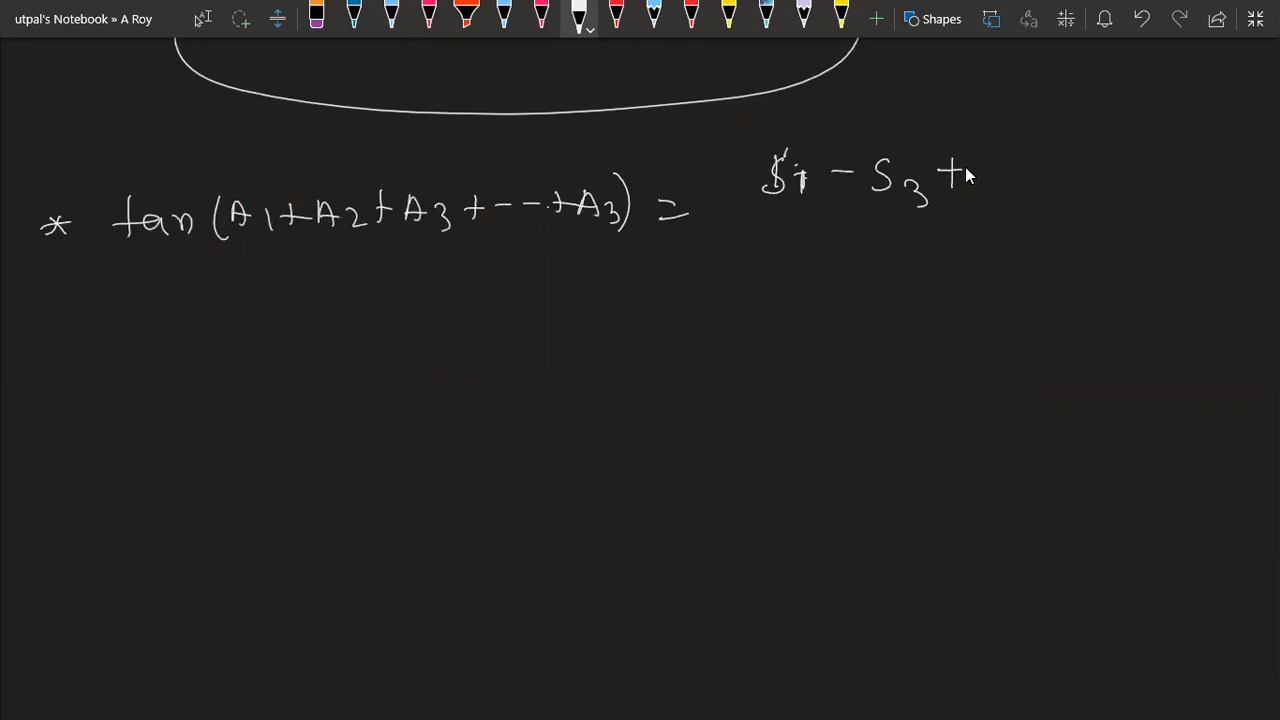 utpal's Notebook » A Roy
Shapes
S1 - S3 +
* tan (A1+A2+A3+--..+A3) =